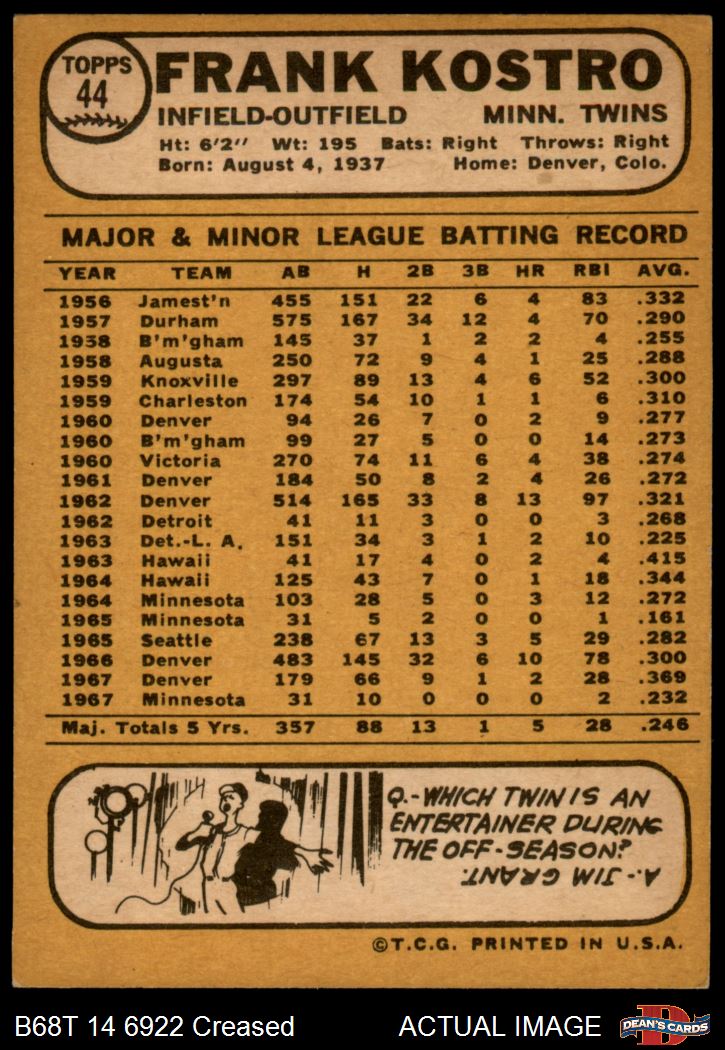 TOPPS
44
FRANK KOSTRO
INFIELD-OUTFIELD MINN. TWINS
Ht: 6'2" Wt: 195 Bats: Right Throws: Right
Born: August 4, 1937 Home: Denver, Colo.
MAJOR & MINOR LEAGUE BATTING RECORD
YEAR TEAM AB H 2B 3B HR RBI AVG.
1956 Jamest'n 455 151 22 6 4 83 .332
1957 Durham 575 167 34 12 4 70 .290
1958 B'm'gham 145 37 1 2 2 4 .255
1958 Augusta 250 72 9 4 1 25 .288
1959 Knoxville 297 89 13 4 6 52 .300
1959 Charleston 174 54 10 1 1 6 .310
1960 Denver 94 26 7 0 2 9 .277
1960 B'm'gham 99 27 5 0 0 14 .273
1960 Victoria 270 74 11 6 4 38 .274
1961 Denver 184 50 8 2 4 26 .272
1962 Denver 514 165 33 8 13 97 .321
1962 Detroit 41 11 3 0 0 3 .268
1963 Det.-L. A. 151 34 3 1 2 10 .225
1963 Hawaii 41 17 4 0 2 4 .415
1964 Hawaii 125 43 7 0 1 18 .344
1964 Minnesota 103 28 5 0 3 12 .272
1965 Minnesota 31 5 2 0 0 1 .161
1965 Seattle 238 67 13 3 5 29 .282
1966 Denver 483 145 32 6 10 78 .300
1967 Denver 179 66 9 1 2 28 .369
1967 Minnesota 31 10 0 0 0 2 .232
Maj. Totals 5 Yrs. 357 88 13 1 5 28 .246
Q.-WHICH TWIN IS AN
ENTERTAINER DURING
THE OFF-SEASON?
A.-JIM GRANT.
©T.C.G. PRINTED IN U.S.A.
B68T 14 6922 Creased ACTUAL IMAGE D DEAN'S CARDS